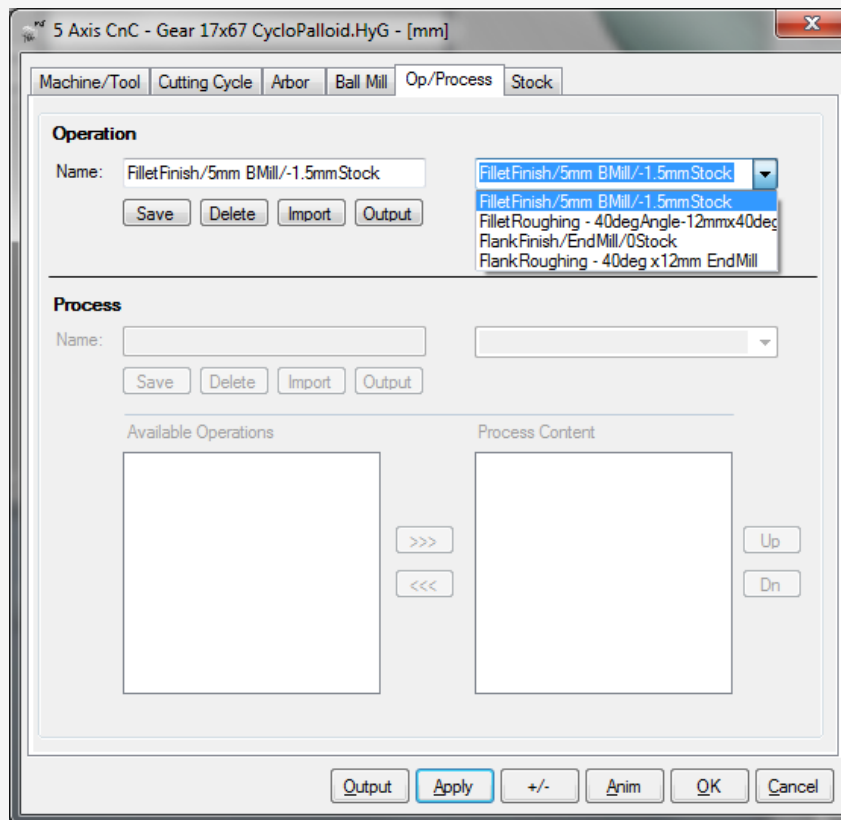 5 Axis CnC - Gear 17x67 CycloPalloid.HyG - [mm]
Machine/Tool Cutting Cycle Arbor Ball Mill Op/Process Stock
Operation
Name: FilletFinish/5mm BMill/-1.5mmStock FilletFinish/5mm BMill/-1.5mmStock
Save Delete Import Output
FilletFinish/5mm BMill/-1.5mmStock
FilletRoughing - 40degAngle-12mmx40deg
FlankFinish/EndMill/0Stock
FlankRoughing - 40deg x12mm EndMill
Process
Name:
Save Delete Import Output
Available Operations Process Content
>>> Up
<<< Dn
Output Apply +/- Anim OK Cancel